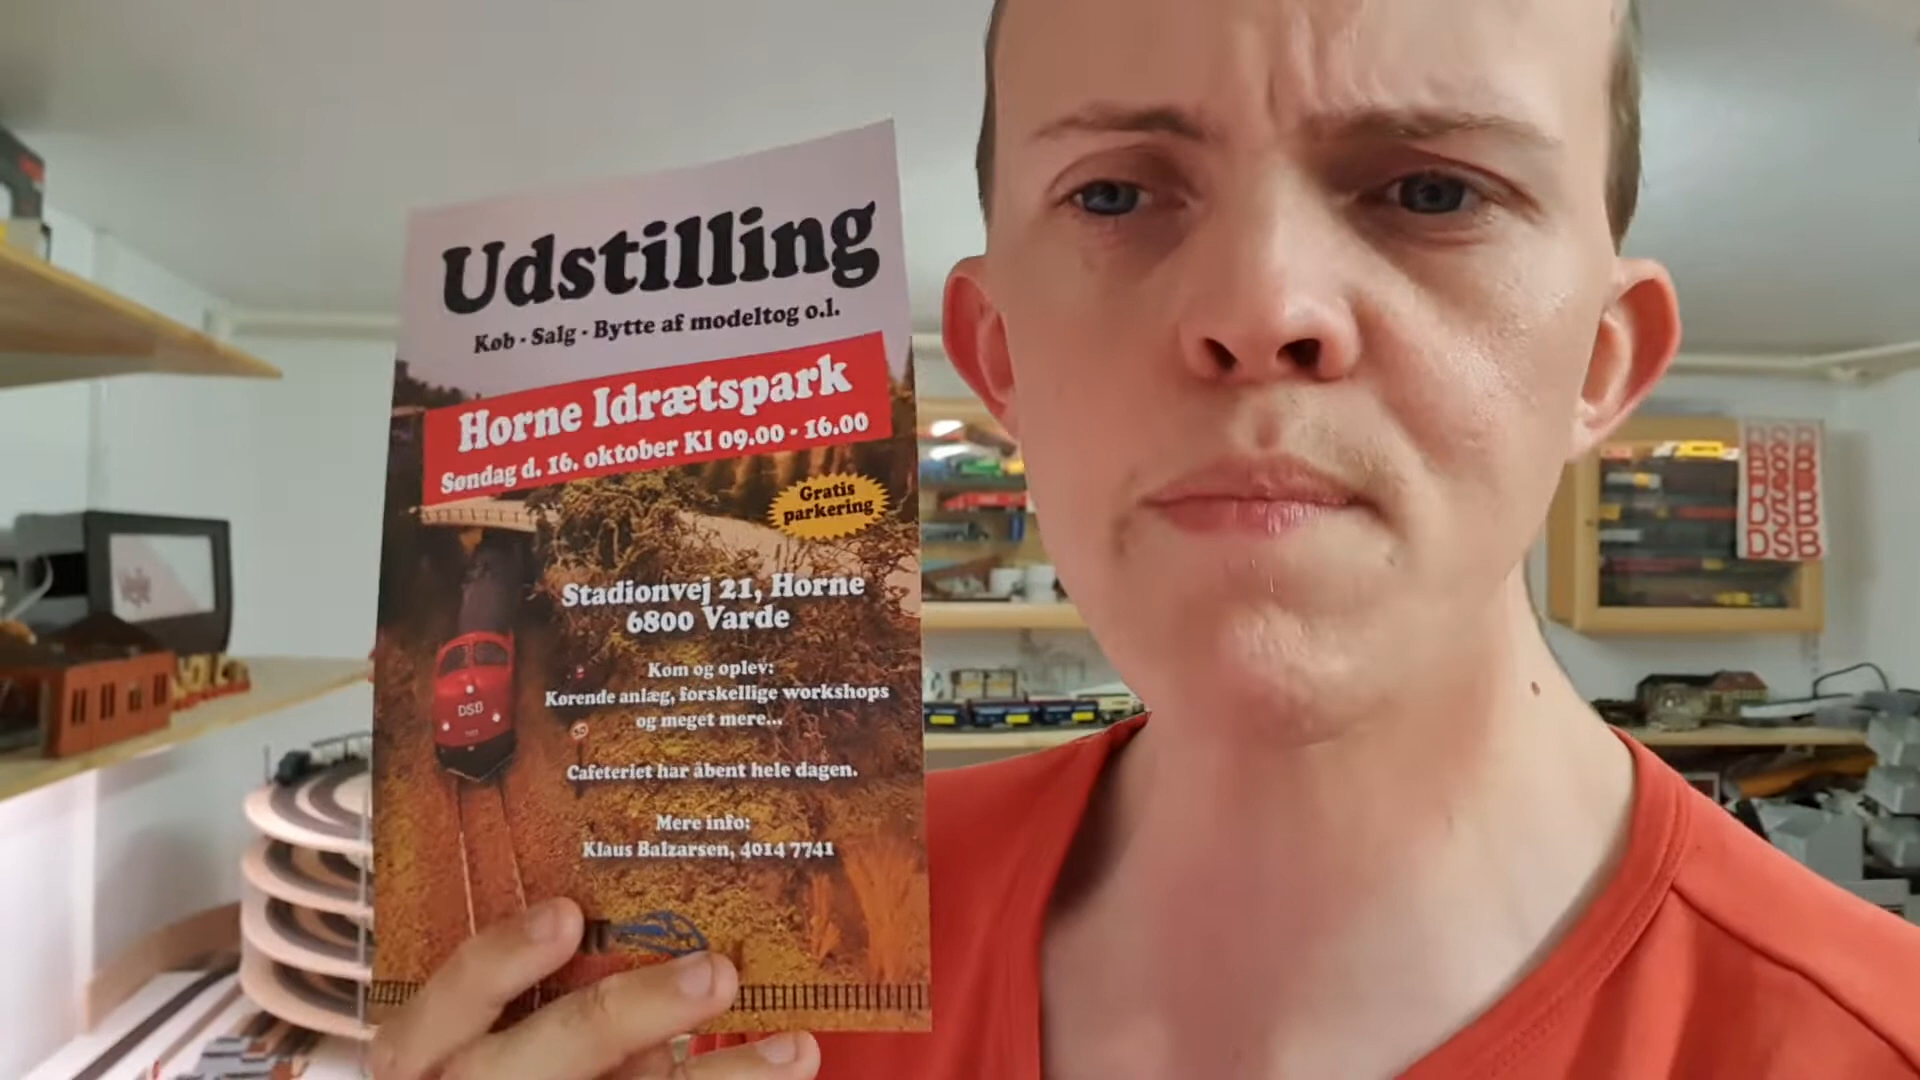 Udstilling
Køb - Salg - Bytte af modeltog o.l.
Horne Idrætspark
Søndag d. 16. oktober Kl 09.00 - 16.00
Gratis
parkering
Stadionvej 21, Horne
6800 Varde
Kom og oplev:
Kørende anlæg, forskellige workshops
og meget mere...
Cafeteriet har åbent hele dagen.
Mere info:
Klaus Balzarsen, 4014 7741
DSB
DSB